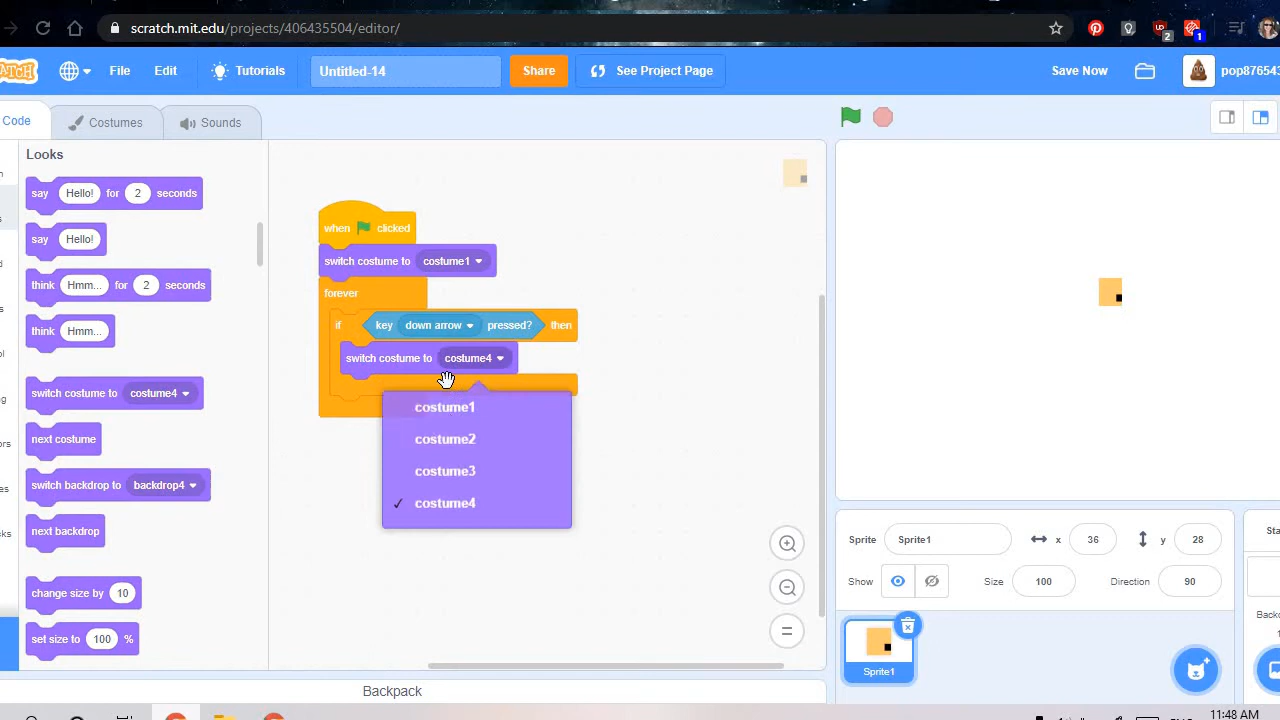 scratch.mit.edu/projects/406435504/editor/
2
1
File Edit Tutorials Untitled-14 Share See Project Page Save Now pop876543
Code Costumes Sounds
Looks
say Hello! for 2 seconds
say Hello!
think Hmm... for 2 seconds
think Hmm...
switch costume to costume4
next costume
switch backdrop to backdrop4
next backdrop
change size by 10
set size to 100 %
when clicked
switch costume to costume1
forever
if key down arrow pressed? then
switch costume to costume4
costume1
costume2
costume3
✓ costume4
Sprite Sprite1 x 36 y 28
Show Size 100 Direction 90
Sprite1
Backpack
11:48 AM